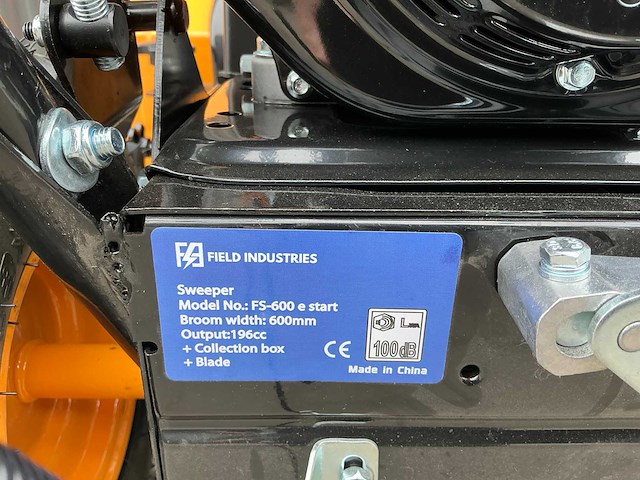 FIELD INDUSTRIES
Sweeper
Model No.: FS-600 e start
Broom width: 600mm
Output:196cc
+ Collection box
+ Blade
CE
L
100dB
Made in China